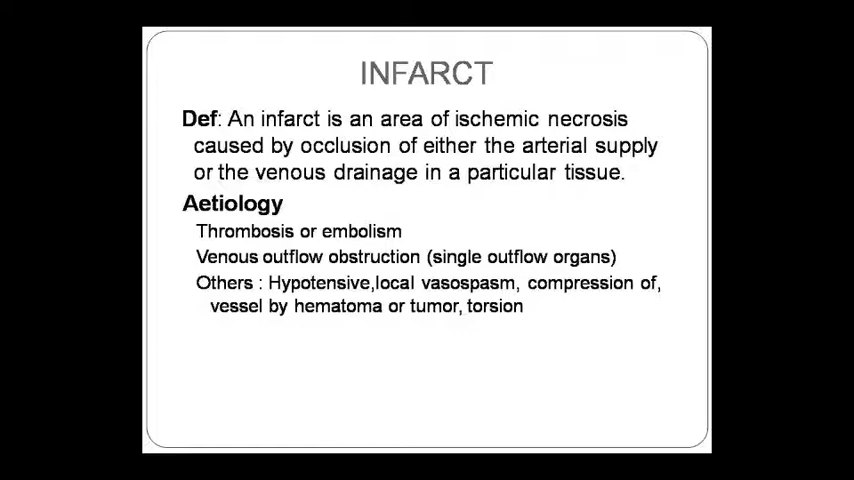 INFARCT
Def: An infarct is an area of ischemic necrosis
caused by occlusion of either the arterial supply
or the venous drainage in a particular tissue.
Aetiology
Thrombosis or embolism
Venous outflow obstruction (single outflow organs)
Others : Hypotensive,local vasospasm, compression of,
vessel by hematoma or tumor, torsion